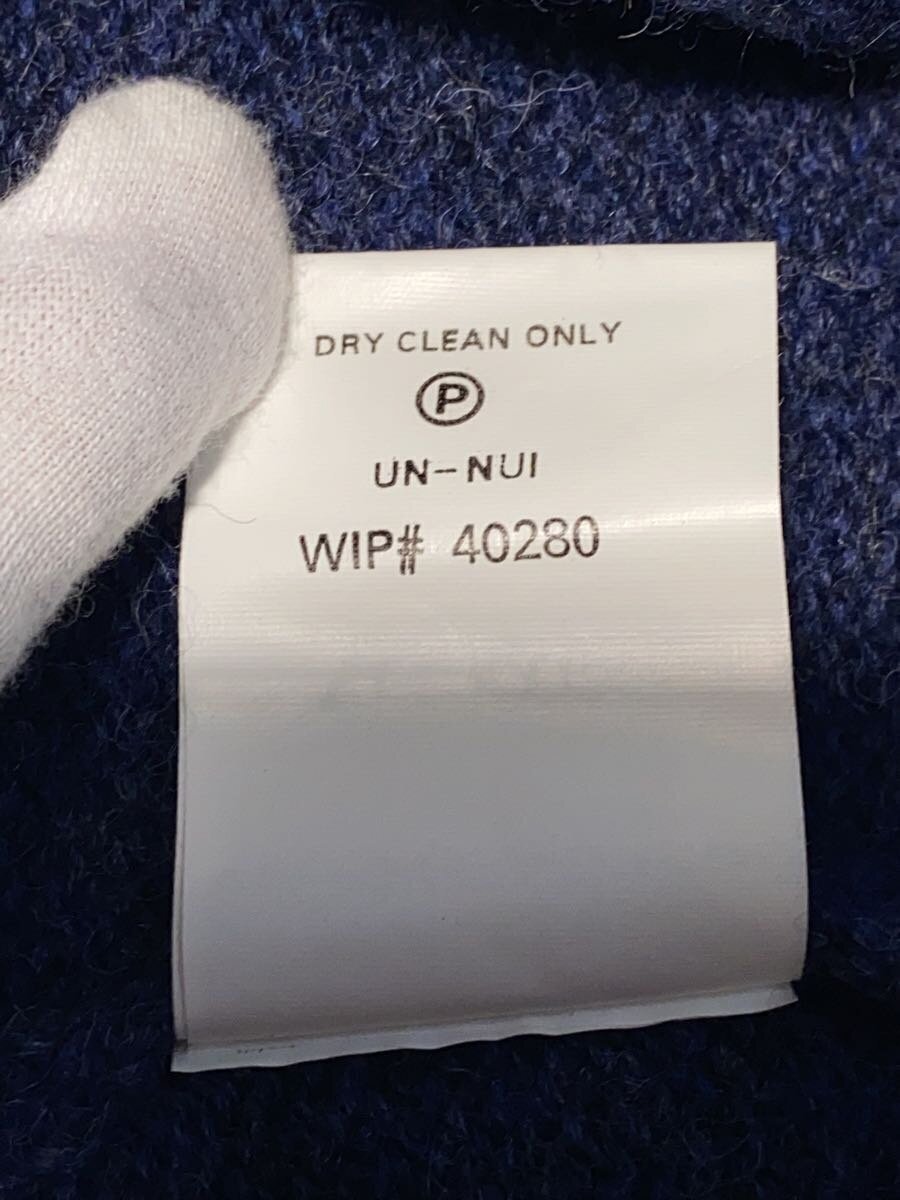 DRY CLEAN ONLY
P
UN-NUI
WIP# 40280